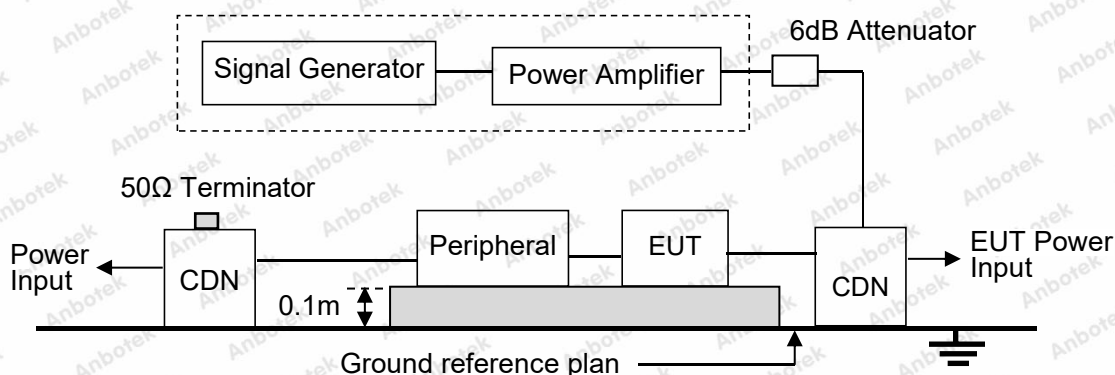 6dB Attenuator
Signal Generator
Power Amplifier
50Ω Terminator
Power
Input
CDN
Peripheral
EUT
CDN
EUT Power
Input
0.1m
Ground reference plan
Anbotek